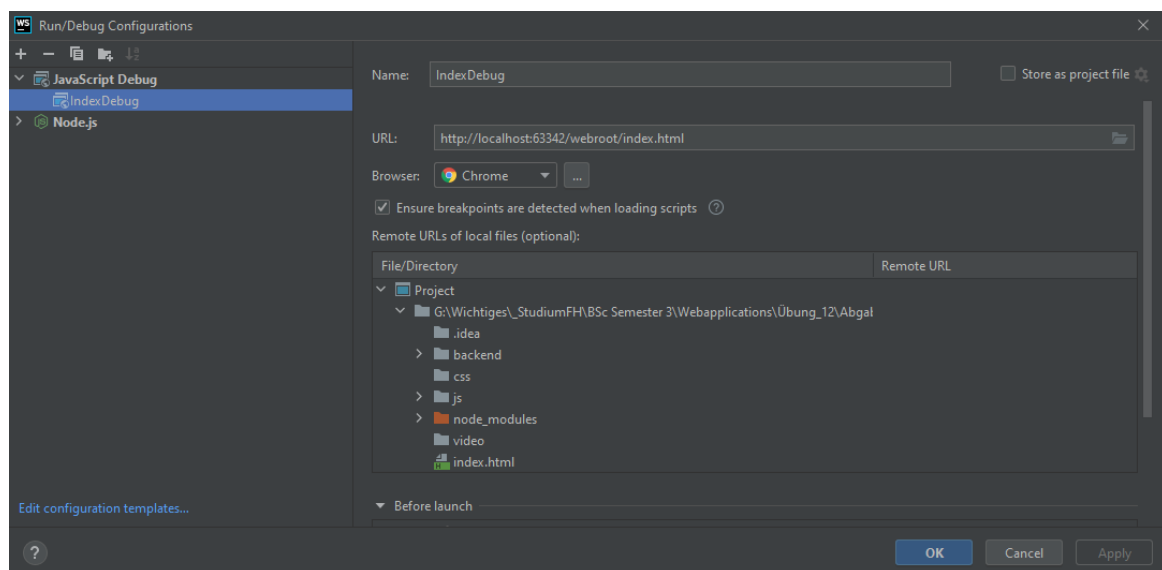 WS Run/Debug Configurations
JavaScript Debug
IndexDebug
Node.js
Edit configuration templates...
Name: IndexDebug Store as project file
URL: http://localhost:63342/webroot/index.html
Browser: Chrome ...
Ensure breakpoints are detected when loading scripts ?
Remote URLs of local files (optional):
File/Directory Remote URL
Project
G:\Wichtiges\_StudiumFH\BSc Semester 3\Webapplications\Übung_12\Abgal
.idea
backend
css
js
node_modules
video
index.html
Before launch
? OK Cancel Apply